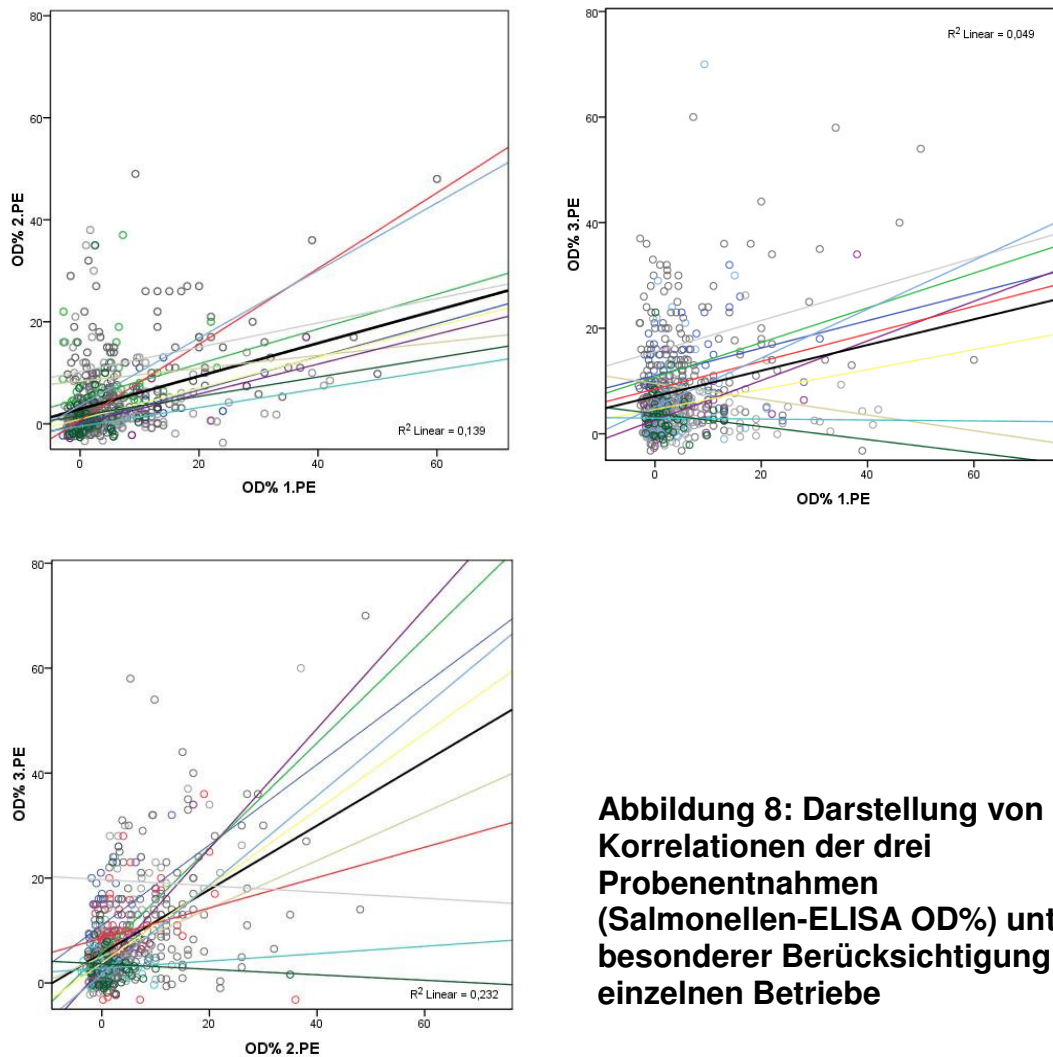 80
60
40
20
0
OD% 2.PE
R² Linear = 0,139
0 20 40 60
OD% 1.PE
80
60
40
20
0
OD% 3.PE
R² Linear = 0,049
0 20 40 60
OD% 1.PE
80
60
40
20
0
OD% 3.PE
R² Linear = 0,232
0 20 40 60
OD% 2.PE
Abbildung 8: Darstellung von
Korrelationen der drei
Probenentnahmen
(Salmonellen-ELISA OD%)
besonderer Berücksichtigung
einzelnen Betriebe